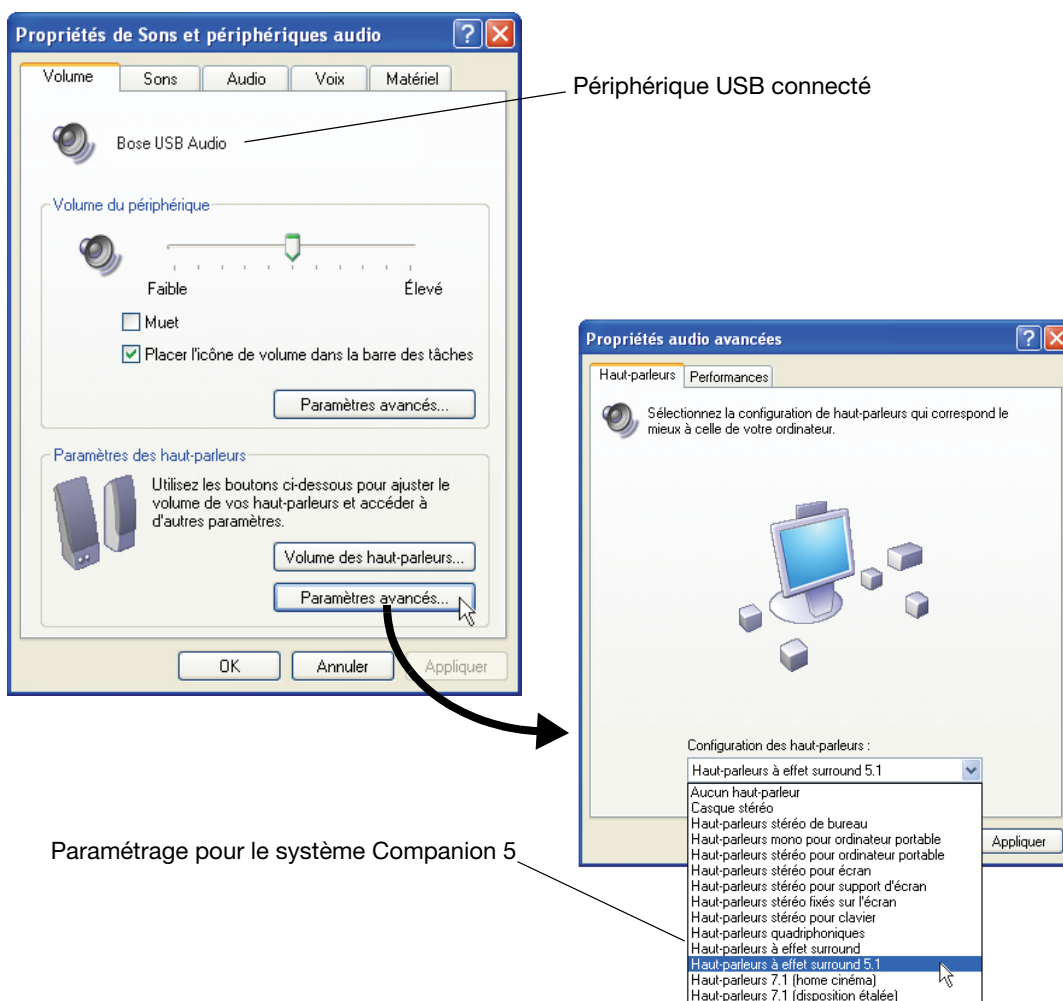 Propriétés de Sons et périphériques audio
Volume
Sons
Audio
Voix
Matériel
Périphérique USB connecté
Bose USB Audio
Volume du périphérique
Faible
Élevé
Muet
Placer l'icône de volume dans la barre des tâches
Paramètres avancés...
Paramètres des haut-parleurs
Utilisez les boutons ci-dessous pour ajuster le
volume de vos haut-parleurs et accéder à
d'autres paramètres.
Volume des haut-parleurs...
Paramètres avancés...
OK
Annuler
Appliquer
Propriétés audio avancées
Haut-parleurs
Performances
Sélectionnez la configuration de haut-parleurs qui correspond le
mieux à celle de votre ordinateur.
Configuration des haut-parleurs :
Haut-parleurs à effet surround 5.1
Aucun haut-parleur
Casque stéréo
Haut-parleurs stéréo de bureau
Haut-parleurs mono pour ordinateur portable
Haut-parleurs stéréo pour ordinateur portable
Haut-parleurs stéréo pour écran
Haut-parleurs stéréo pour support d'écran
Haut-parleurs stéréo fixés sur l'écran
Haut-parleurs stéréo pour clavier
Haut-parleurs quadriphoniques
Haut-parleurs à effet surround
Haut-parleurs à effet surround 5.1
Haut-parleurs 7.1 (home cinéma)
Haut-parleurs 7.1 (disposition étalée)
Appliquer
Paramétrage pour le système Companion 5